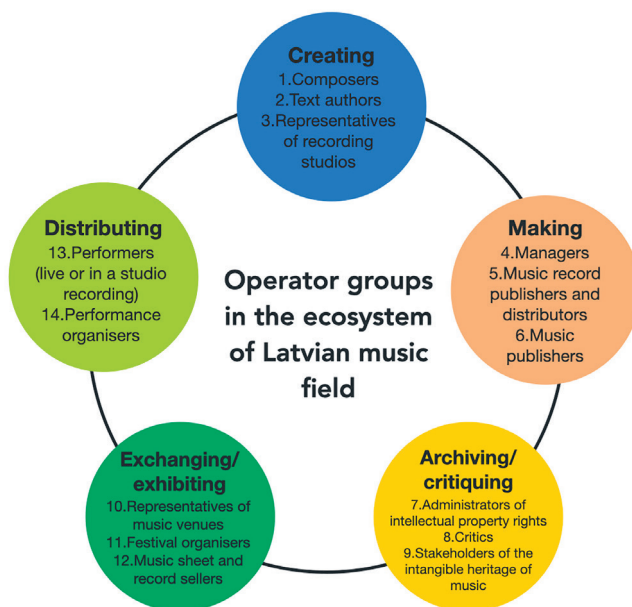 Creating
1.Composers
2.Text authors
3.Representatives
of recording
studios
Making
4.Managers
5.Music record
publishers and
distributors
6.Music
publishers
Archiving/
critiquing
7.Administrators of
intellectual property rights
8.Critics
9.Stakeholders of the
intangible heritage of
music
Exchanging/
exhibiting
10.Representatives of
music venues
11.Festival organisers
12.Music sheet and
record sellers
Distributing
13.Performers
(live or in a studio
recording)
14.Performance
organisers
Operator groups
in the ecosystem
of Latvian music
field